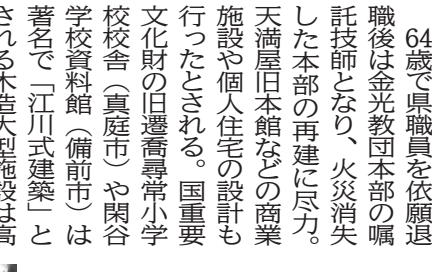 64歳で県職員を依願退
職後は金光教団本部の嘱
託技師となり、火災消失
した本部の再建に尽力。
天満屋旧本館などの商業
施設や個人住宅の設計も
行ったとされる。国重要
文化財の旧遷喬尋常小学
校校舎（真庭市）や閑谷
学校資料館（備前市）は
著名で「江川式建築」と
される木造大型施設は高